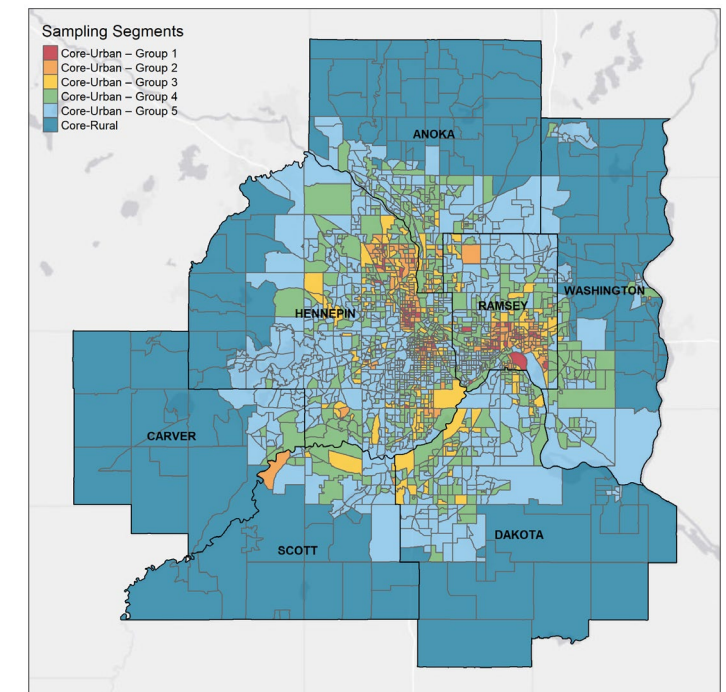 Sampling Segments
Core-Urban – Group 1
Core-Urban – Group 2
Core-Urban – Group 3
Core-Urban – Group 4
Core-Urban – Group 5
Core-Rural
ANOKA
WASHINGTON
RAMSEY
HENNEPIN
CARVER
DAKOTA
SCOTT